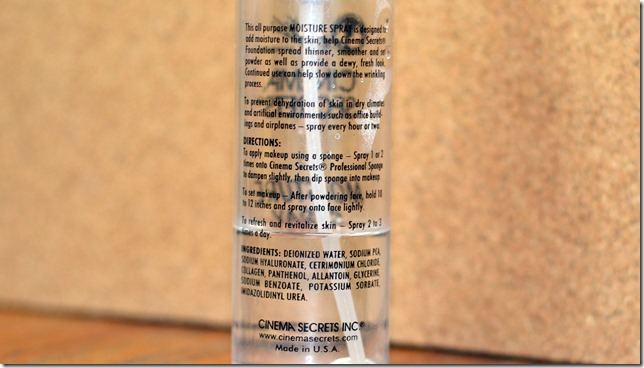 This all purpose MOISTURE SPRAY is designed to
add moisture to the skin, help Cinema Secrets®
Foundation spread thinner, smoother and set
powder as well as provide a dewy, fresh look.
Continued use can help slow down the wrinkling
process.
To prevent dehydration of skin in dry climates
and artificial environments such as office build-
ings and airplanes – spray every hour or two.
DIRECTIONS:
To apply makeup using a sponge – Spray 1 or 2
times onto Cinema Secrets® Professional Sponge
to dampen slightly, then dip sponge into makeup.
To set makeup – After powdering face, hold 10
to 12 inches and spray onto face lightly.
To refresh and revitalize skin – Spray 2 to 3
times a day.
INGREDIENTS: DEIONIZED WATER, SODIUM PCA,
SODIUM HYALURONATE, CETRIMONIUM CHLORIDE,
COLLAGEN, PANTHENOL, ALLANTOIN, GLYCERINE,
SODIUM BENZOATE, POTASSIUM SORBATE,
IMIDAZOLIDINYL UREA.
CINEMA SECRETS INC®
www.cinemasecrets.com
Made in U.S.A.